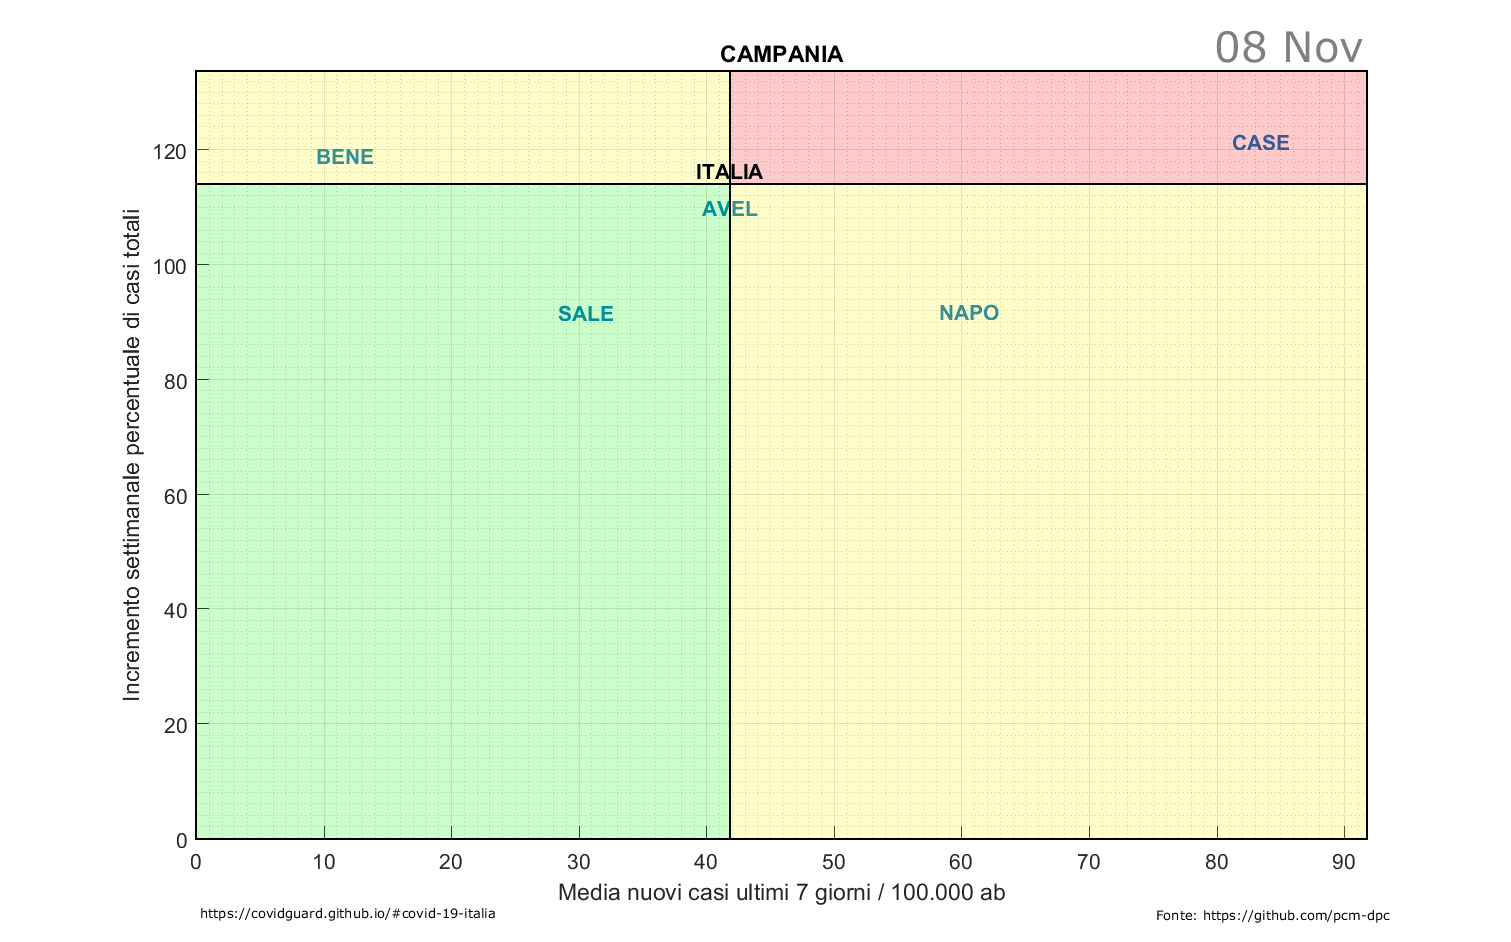 08 Nov
CAMPANIA
BENE
CASE
ITALIA
AVEL
SALE
NAPO
Incremento settimanale percentuale di casi totali
120
100
80
60
40
20
0
0 10 20 30 40 50 60 70 80 90
Media nuovi casi ultimi 7 giorni / 100.000 ab
https://covidguard.github.io/#covid-19-italia
Fonte: https://github.com/pcm-dpc